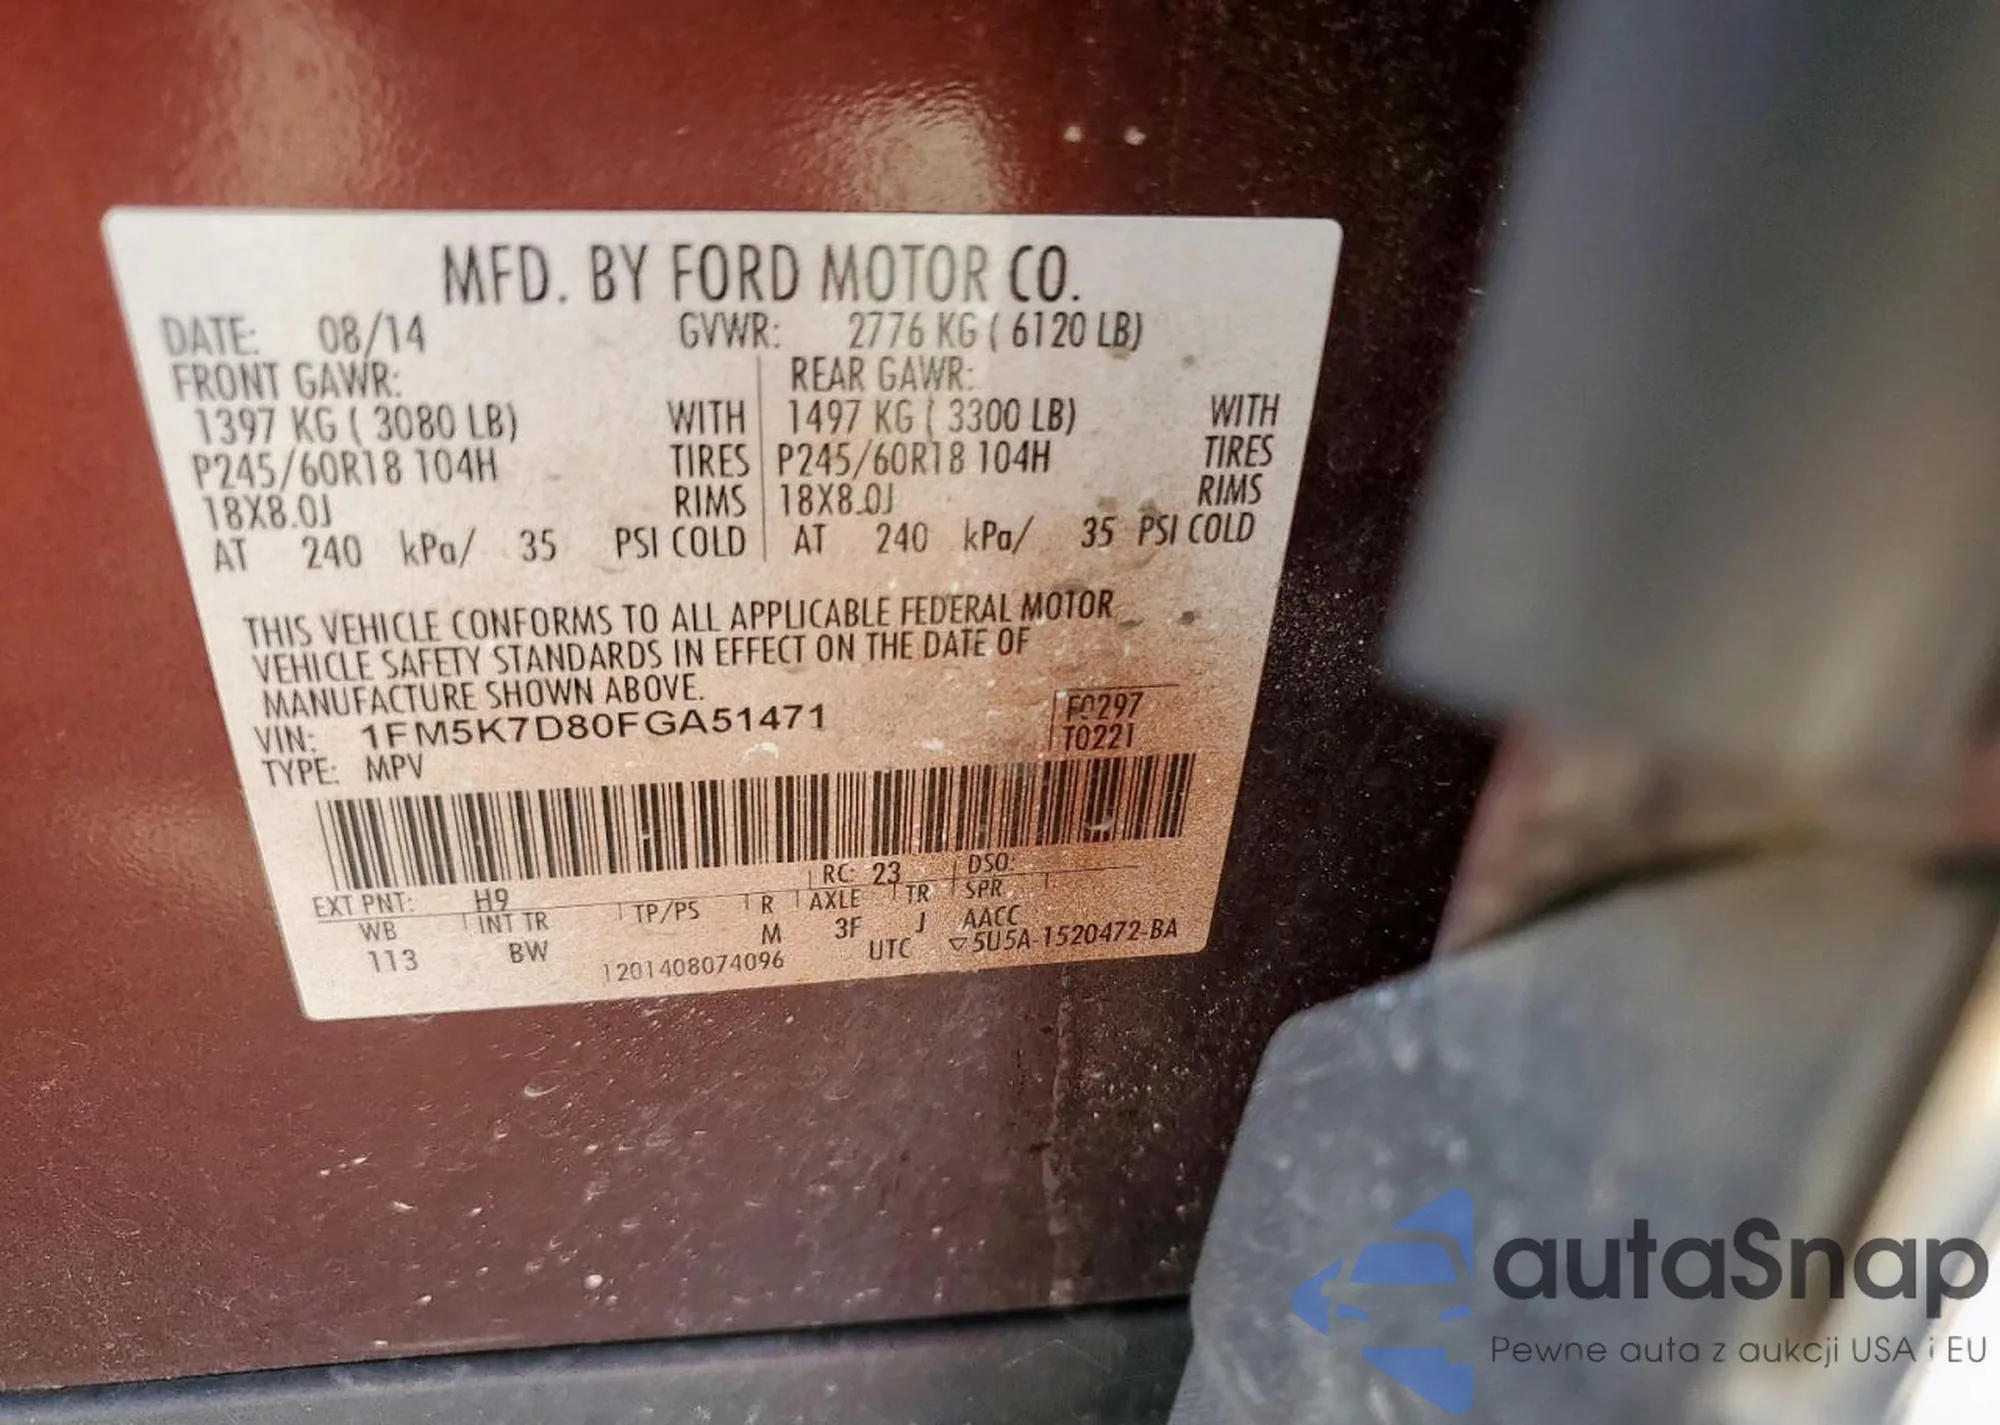 MFD. BY FORD MOTOR CO.
DATE: 08/14 GVWR: 2776 KG ( 6120 LB)
FRONT GAWR: REAR GAWR:
1397 KG ( 3080 LB) WITH 1497 KG ( 3300 LB) WITH
P245/60R18 104H TIRES P245/60R18 104H TIRES
18X8.0J RIMS 18X8.0J RIMS
AT 240 kPa/ 35 PSI COLD AT 240 kPa/ 35 PSI COLD
THIS VEHICLE CONFORMS TO ALL APPLICABLE FEDERAL MOTOR
VEHICLE SAFETY STANDARDS IN EFFECT ON THE DATE OF
MANUFACTURE SHOWN ABOVE.
VIN: 1FM5K7D80FGA51471 F0297
TYPE: MPV T0221
EXT PNT: H9 RC: 23 DSO:
WB INT TR TP/PS R AXLE TR SPR
113 BW M 3F J AACC
1201408074096 UTC ▽5U5A-1520472-BA
autaSnap
Pewne auta z aukcji USA i EU